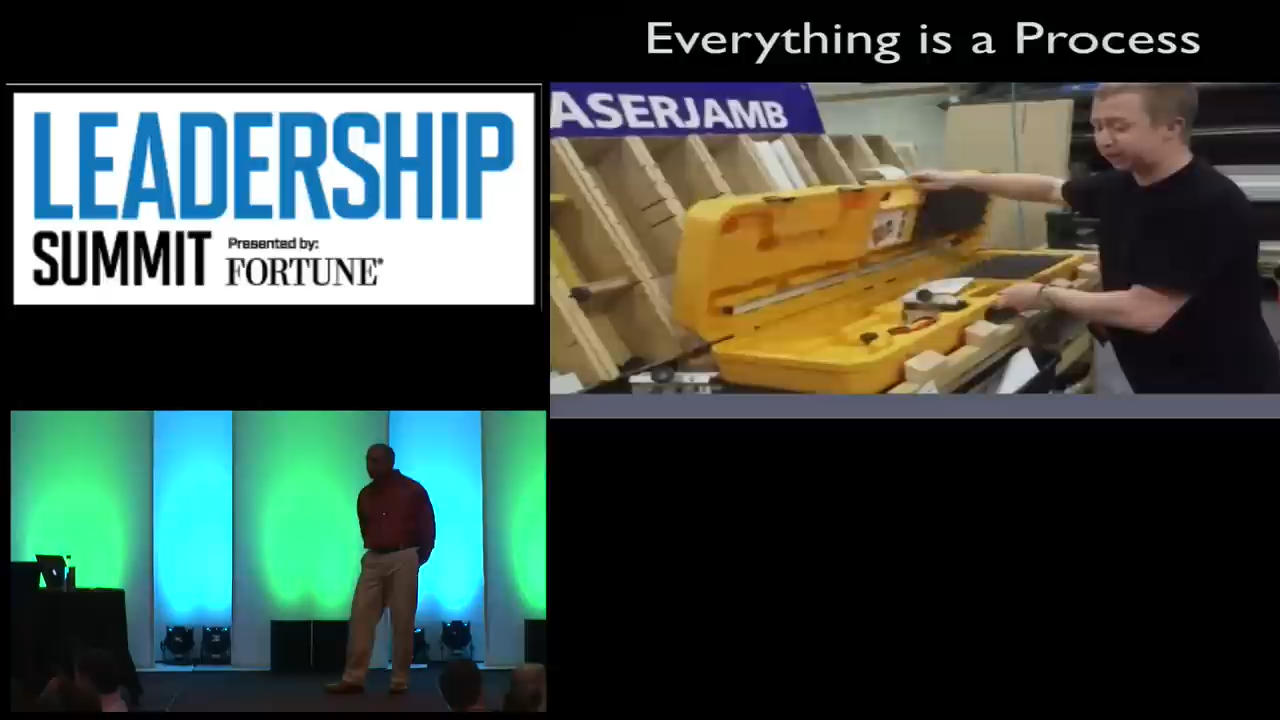 Everything is a Process
LEADERSHIP
SUMMIT
Presented by:
FORTUNE
ASERJAMB